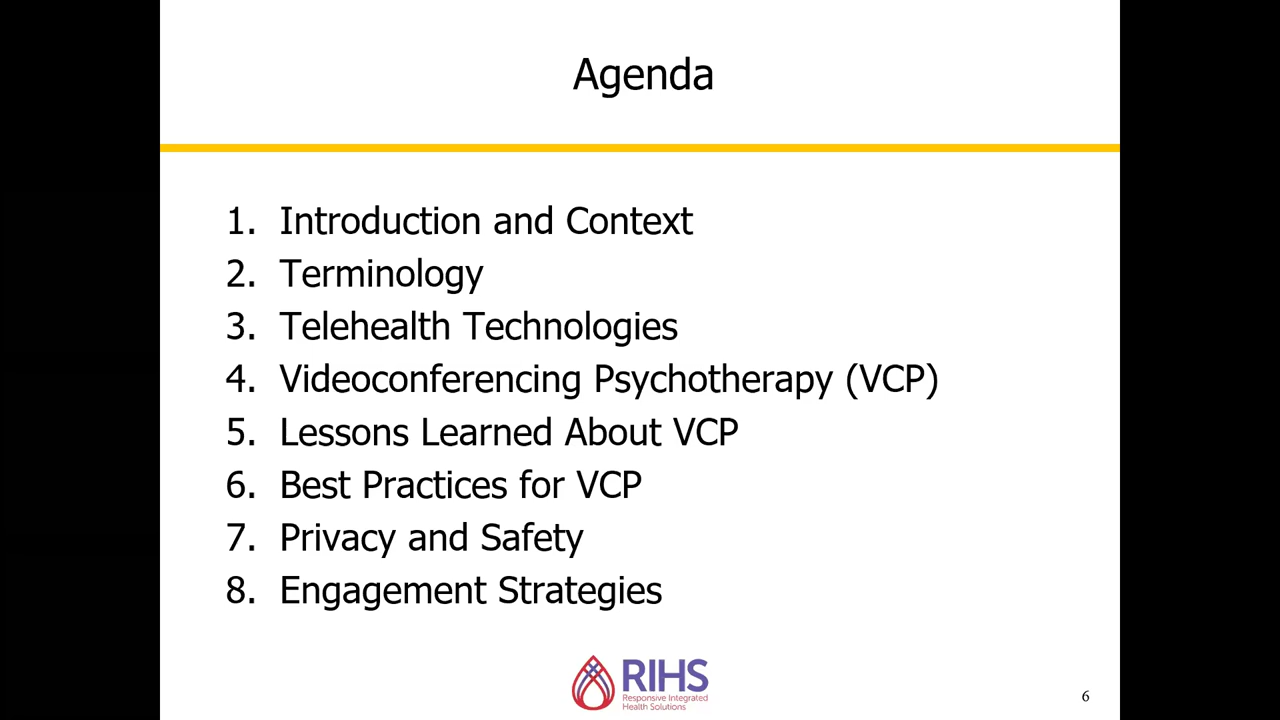 Agenda
1. Introduction and Context
2. Terminology
3. Telehealth Technologies
4. Videoconferencing Psychotherapy (VCP)
5. Lessons Learned About VCP
6. Best Practices for VCP
7. Privacy and Safety
8. Engagement Strategies
RIHS
Responsive Integrated
Health Solutions
6